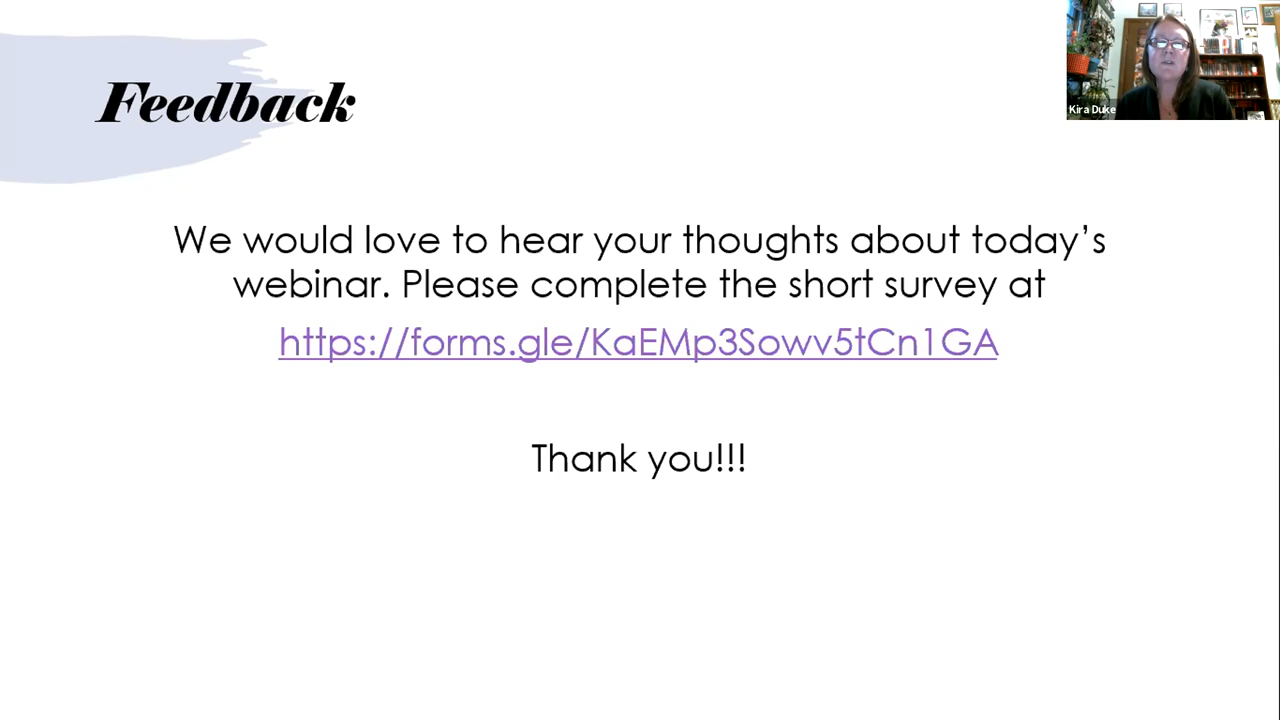 Feedback
Kira Duke
We would love to hear your thoughts about today’s
webinar. Please complete the short survey at
https://forms.gle/KaEMp3Sowv5tCn1GA
Thank you!!!